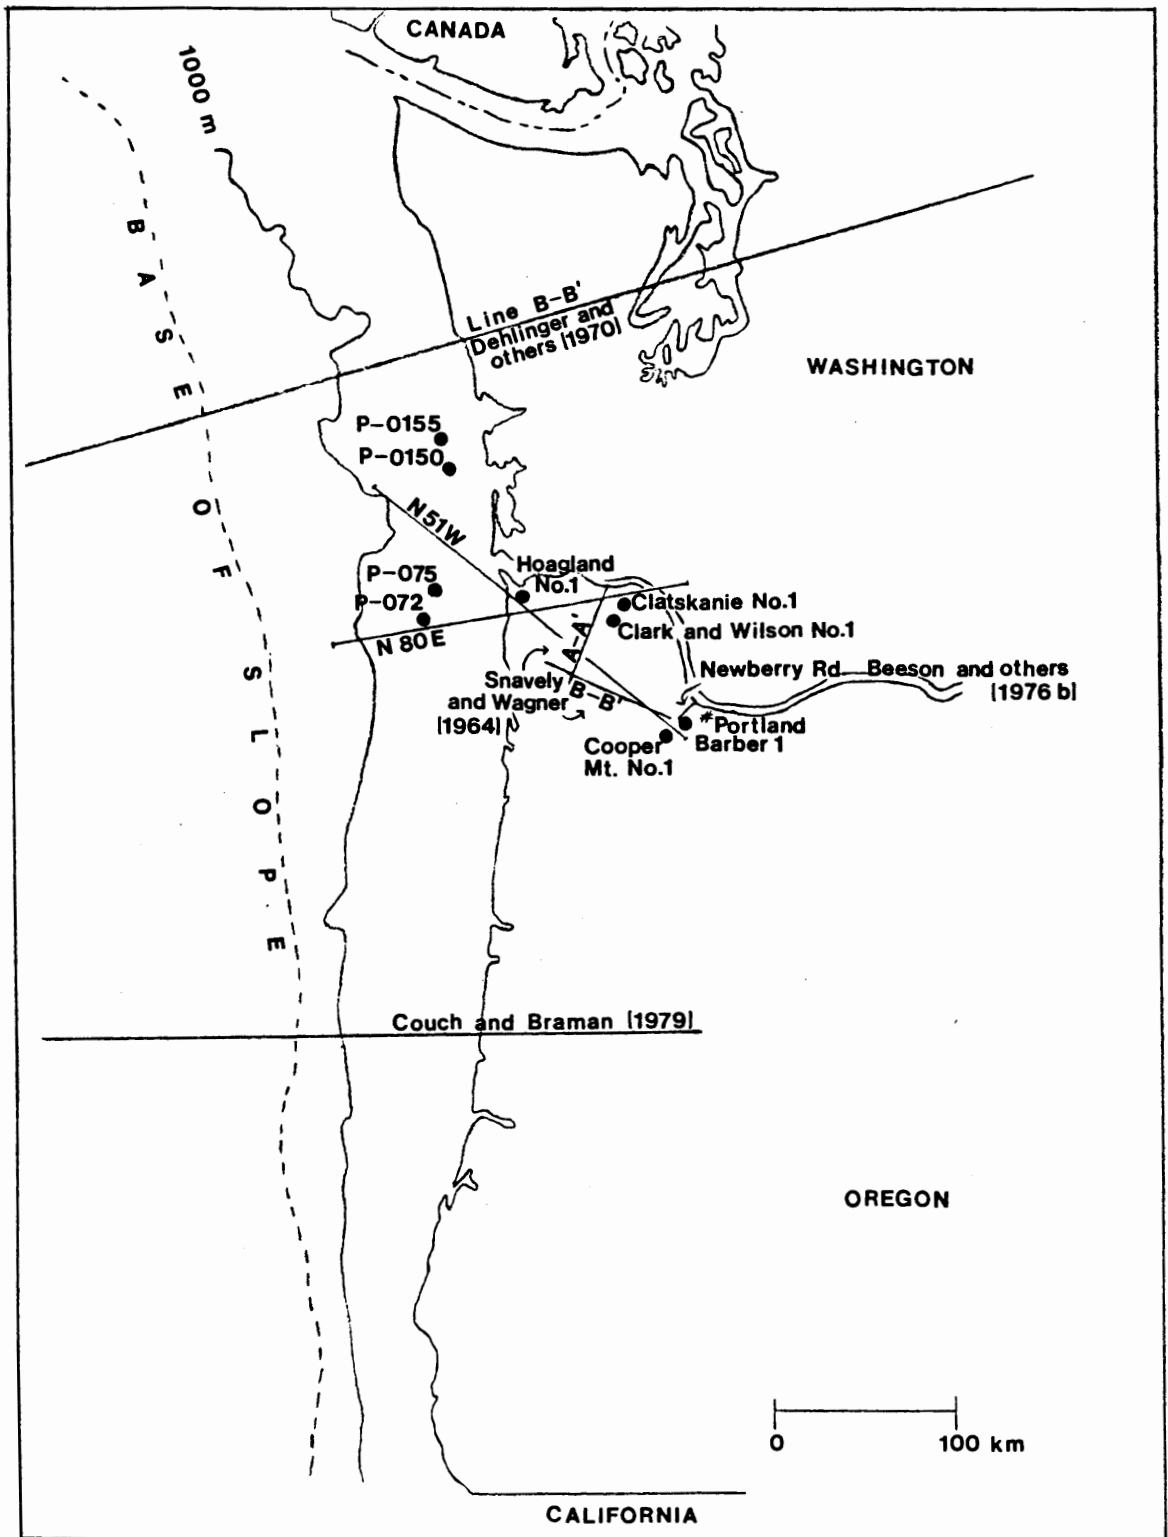 CANADA
1000 m
BASE OF SLOPE
Line B-B'
Dehlinger and
others (1970)
WASHINGTON
P-0155
P-0150
N51W
Hoagland
No.1
P-075
P-072
N 80 E
Clatskanie No.1
Clark and Wilson No.1
A-A'
Snavely
and Wagner
(1964)
B-B'
Newberry Rd. Beeson and others
(1976 b)
*Portland
Barber 1
Cooper
Mt. No.1
Couch and Braman (1979)
OREGON
0 100 km
CALIFORNIA